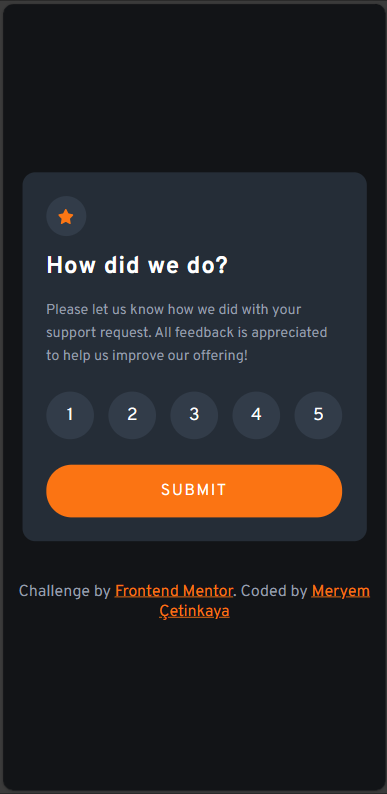 How did we do?
Please let us know how we did with your
support request. All feedback is appreciated
to help us improve our offering!
1 2 3 4 5
SUBMIT
Challenge by Frontend Mentor. Coded by Meryem
Çetinkaya